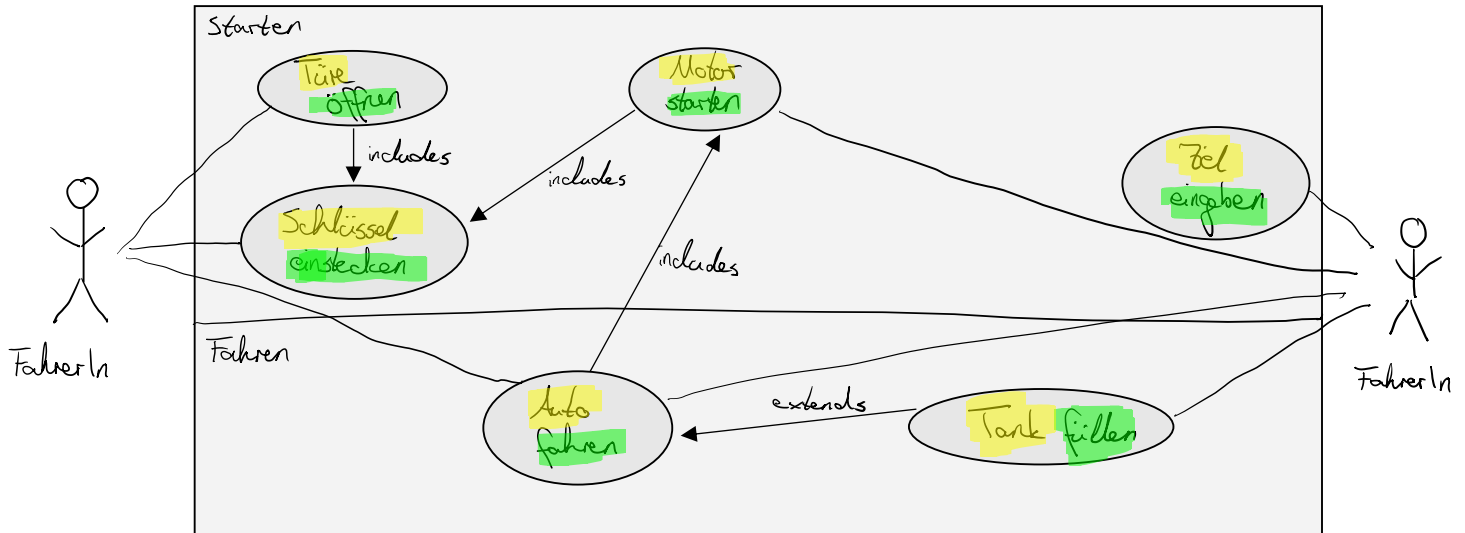 Starten
Türe
öffnen
includes
Schlüssel
einstecken
Motor
starten
includes
includes
Ziel
eingeben
FahrerIn
FahrerIn
Fahren
Auto
fahren
extends
Tank füllen